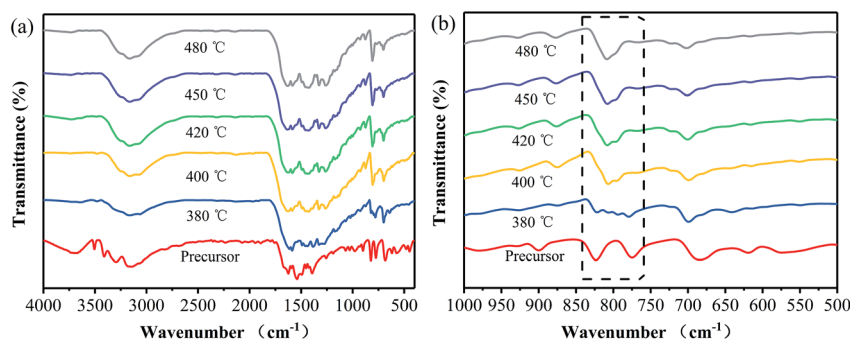 (a)
Transmittance (%)
480 ℃
450 ℃
420 ℃
400 ℃
380 ℃
Precursor
4000 3500 3000 2500 2000 1500 1000 500
Wavenumber （cm-1）
(b)
Transmittance (%)
480 ℃
450 ℃
420 ℃
400 ℃
380 ℃
Precursor
1000 950 900 850 800 750 700 650 600 550 500
Wavenumber （cm-1）